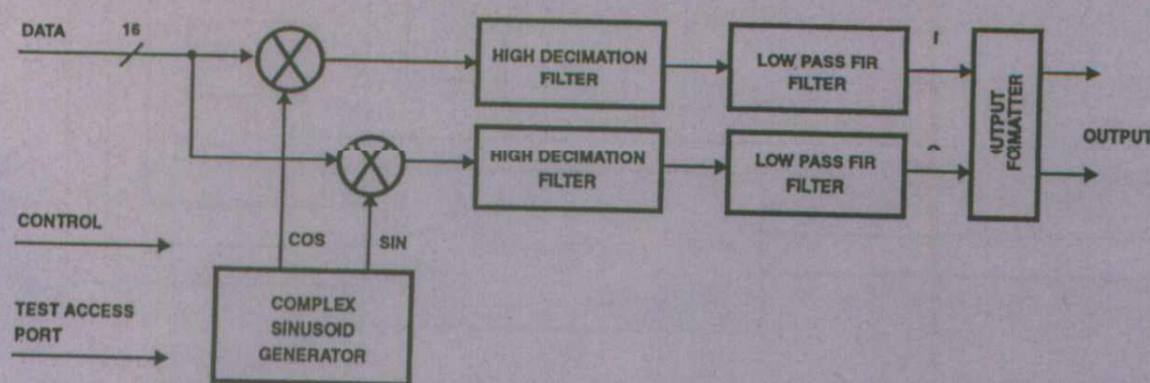 DATA
16
HIGH DECIMATION
FILTER
LOW PASS FIR
FILTER
I
FORMATTER
OUTPUT
HIGH DECIMATION
FILTER
LOW PASS FIR
FILTER
CONTROL
COS
SIN
TEST ACCESS
PORT
COMPLEX
SINUSOID
GENERATOR